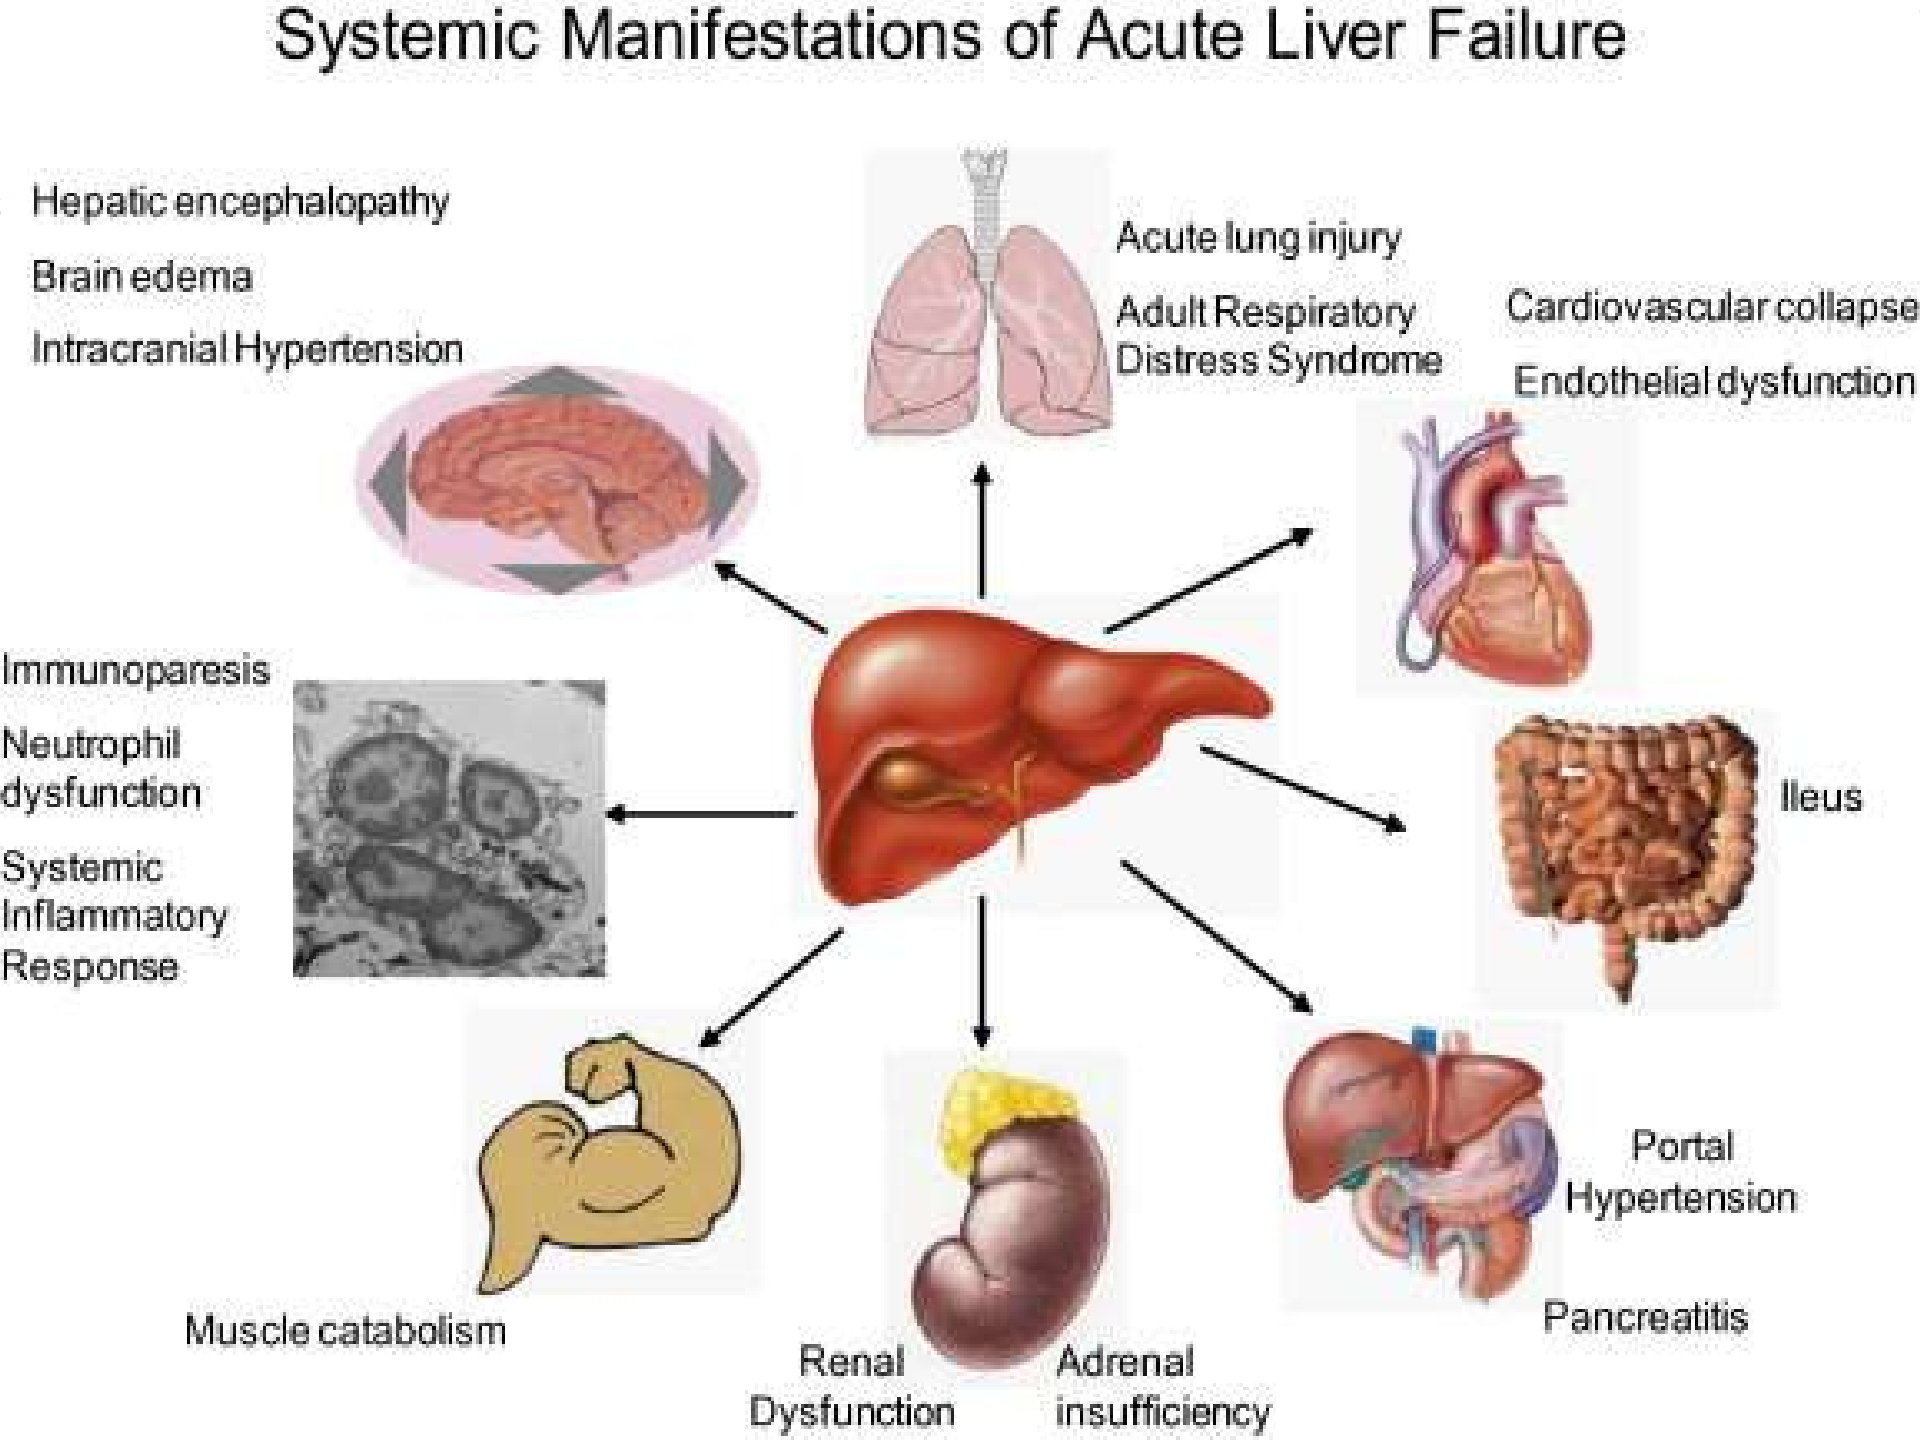 Systemic Manifestations of Acute Liver Failure
Hepatic encephalopathy
Brain edema
Intracranial Hypertension
Acute lung injury
Adult Respiratory
Distress Syndrome
Cardiovascular collapse
Endothelial dysfunction
Immunoparesis
Neutrophil
dysfunction
Systemic
Inflammatory
Response
Ileus
Muscle catabolism
Renal
Dysfunction
Adrenal
insufficiency
Portal
Hypertension
Pancreatitis